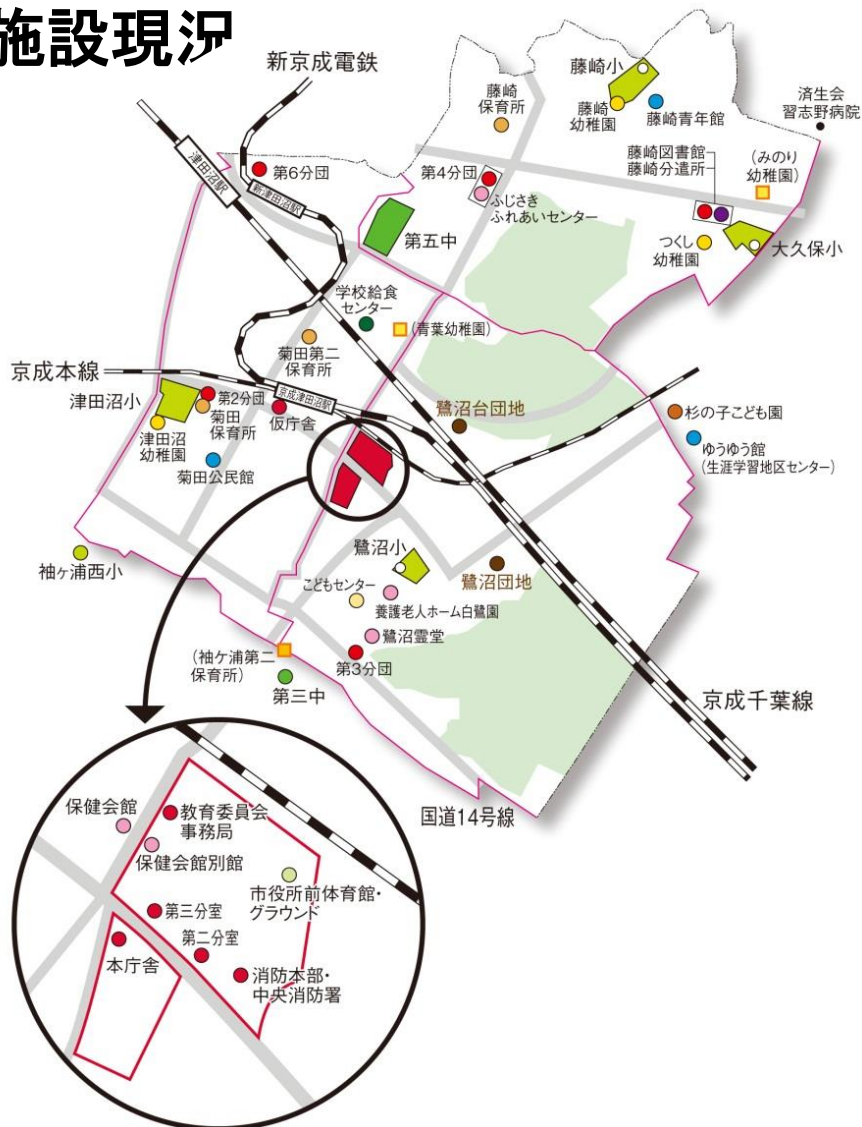 施設現況
新京成電鉄
藤崎小
藤崎
保育所
藤崎
幼稚園
藤崎青年館
済生会
習志野病院
津田沼駅
新津田沼駅
第6分団
第4分団
ふじさき
ふれあいセンター
藤崎図書館
藤崎分遣所
(みのり
幼稚園)
第五中
つくし
幼稚園
大久保小
学校給食
センター
(青葉幼稚園)
菊田第二
保育所
京成本線
京成津田沼駅
津田沼小
第2分団
菊田
保育所
仮庁舎
津田沼
幼稚園
菊田公民館
鷺沼台団地
杉の子こども園
ゆうゆう館
(生涯学習地区センター)
袖ヶ浦西小
鷺沼小
こどもセンター
養護老人ホーム白鷺園
鷺沼団地
鷺沼霊堂
第3分団
(袖ケ浦第二
保育所)
第三中
京成千葉線
国道14号線
保健会館
教育委員会
事務局
保健会館別館
市役所前体育館・
グラウンド
第三分室
第二分室
本庁舎
消防本部・
中央消防署